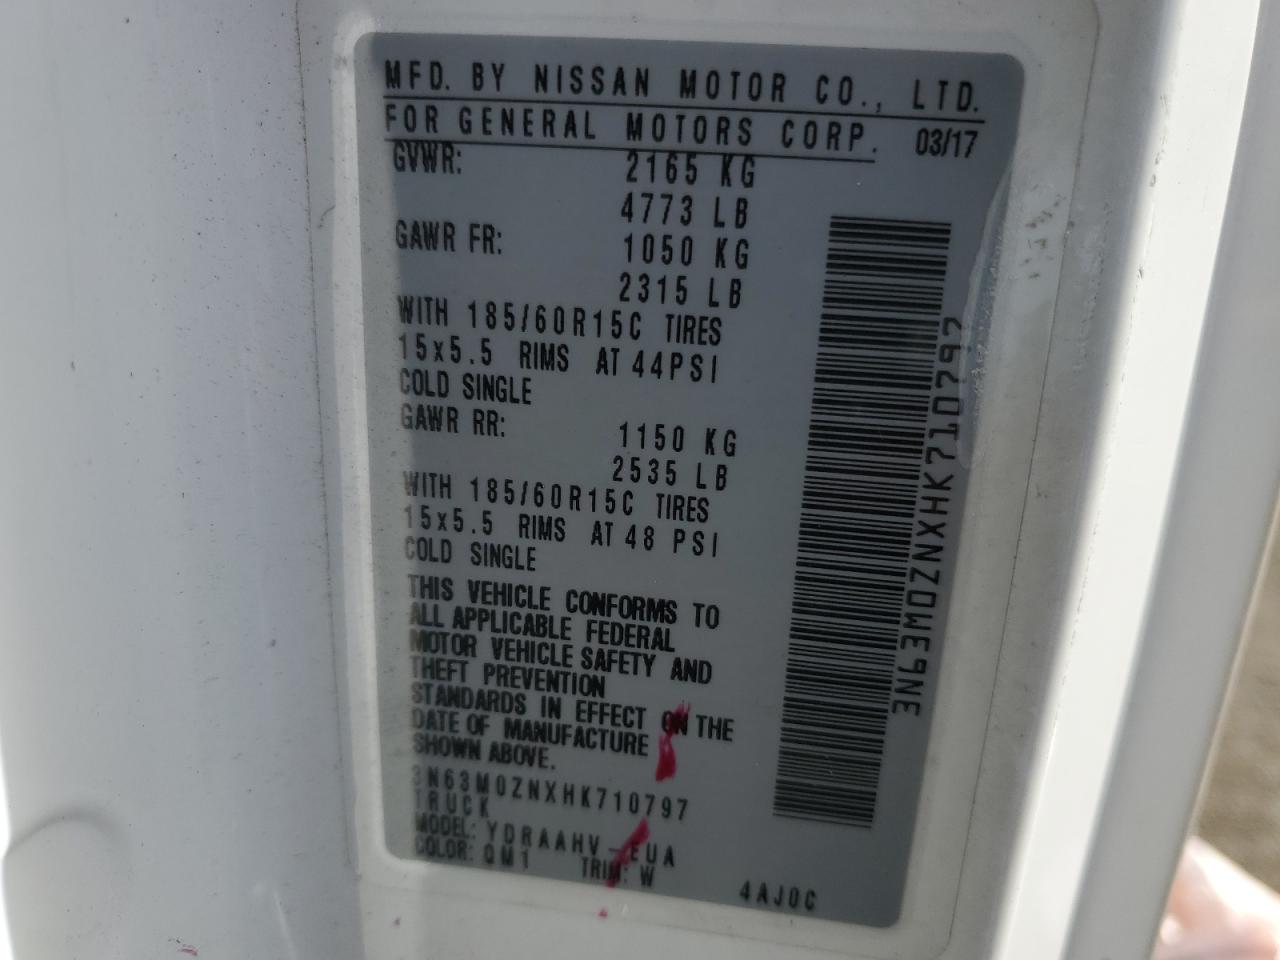 MFD. BY NISSAN MOTOR CO., LTD.
FOR GENERAL MOTORS CORP. 03/17
GVWR: 2165 KG
4773 LB
GAWR FR: 1050 KG
2315 LB
WITH 185/60R15C TIRES
15x5.5 RIMS AT 44PSI
COLD SINGLE
GAWR RR: 1150 KG
2535 LB
WITH 185/60R15C TIRES
15x5.5 RIMS AT 48 PSI
COLD SINGLE
THIS VEHICLE CONFORMS TO
ALL APPLICABLE FEDERAL
MOTOR VEHICLE SAFETY AND
THEFT PREVENTION
STANDARDS IN EFFECT ON THE
DATE OF MANUFACTURE
SHOWN ABOVE.
3N63M0ZNXHK710797
TRUCK
MODEL: YDRAAHV-EUA
COLOR: QM1 TRIM: W
4AJ0C
3N63M0ZNXHK710797